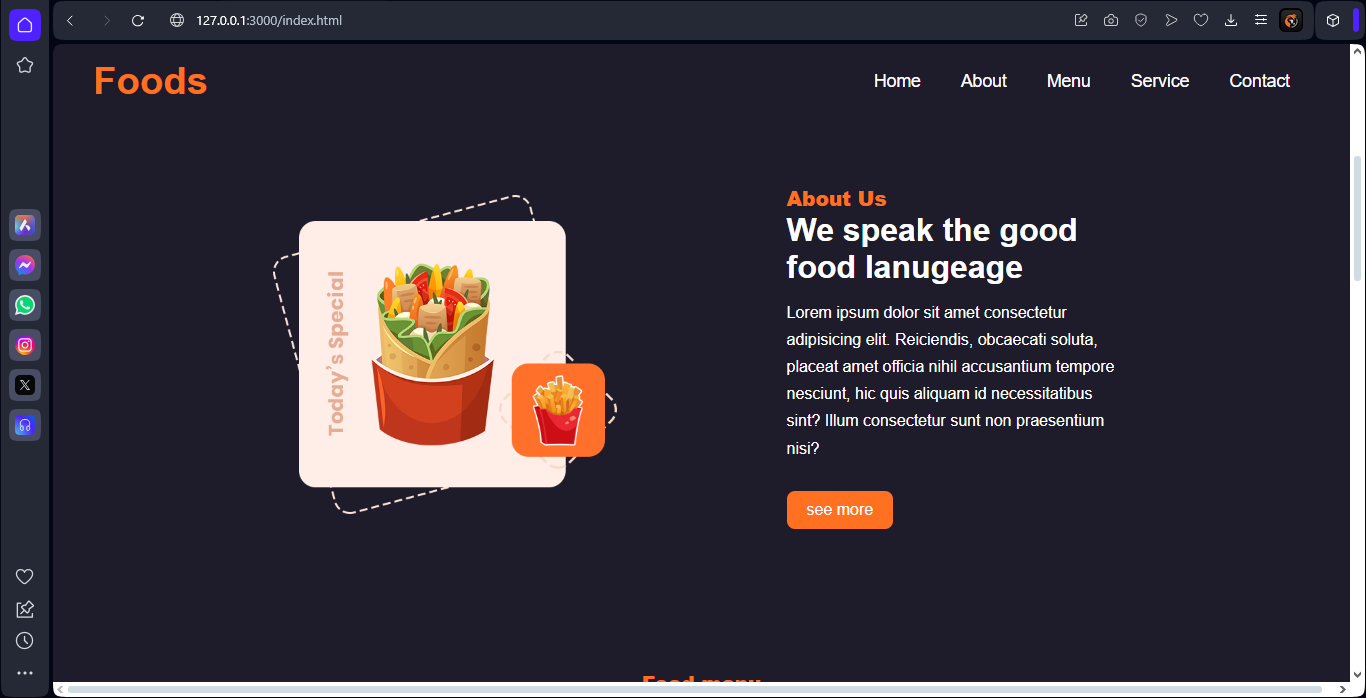 127.0.0.1:3000/index.html
Foods
Home About Menu Service Contact
Today's Special
About Us
We speak the good
food lanugeage
Lorem ipsum dolor sit amet consectetur
adipisicing elit. Reiciendis, obcaecati soluta,
placeat amet officia nihil accusantium tempore
nesciunt, hic quis aliquam id necessitatibus
sint? Illum consectetur sunt non praesentium
nisi?
see more
Food menu